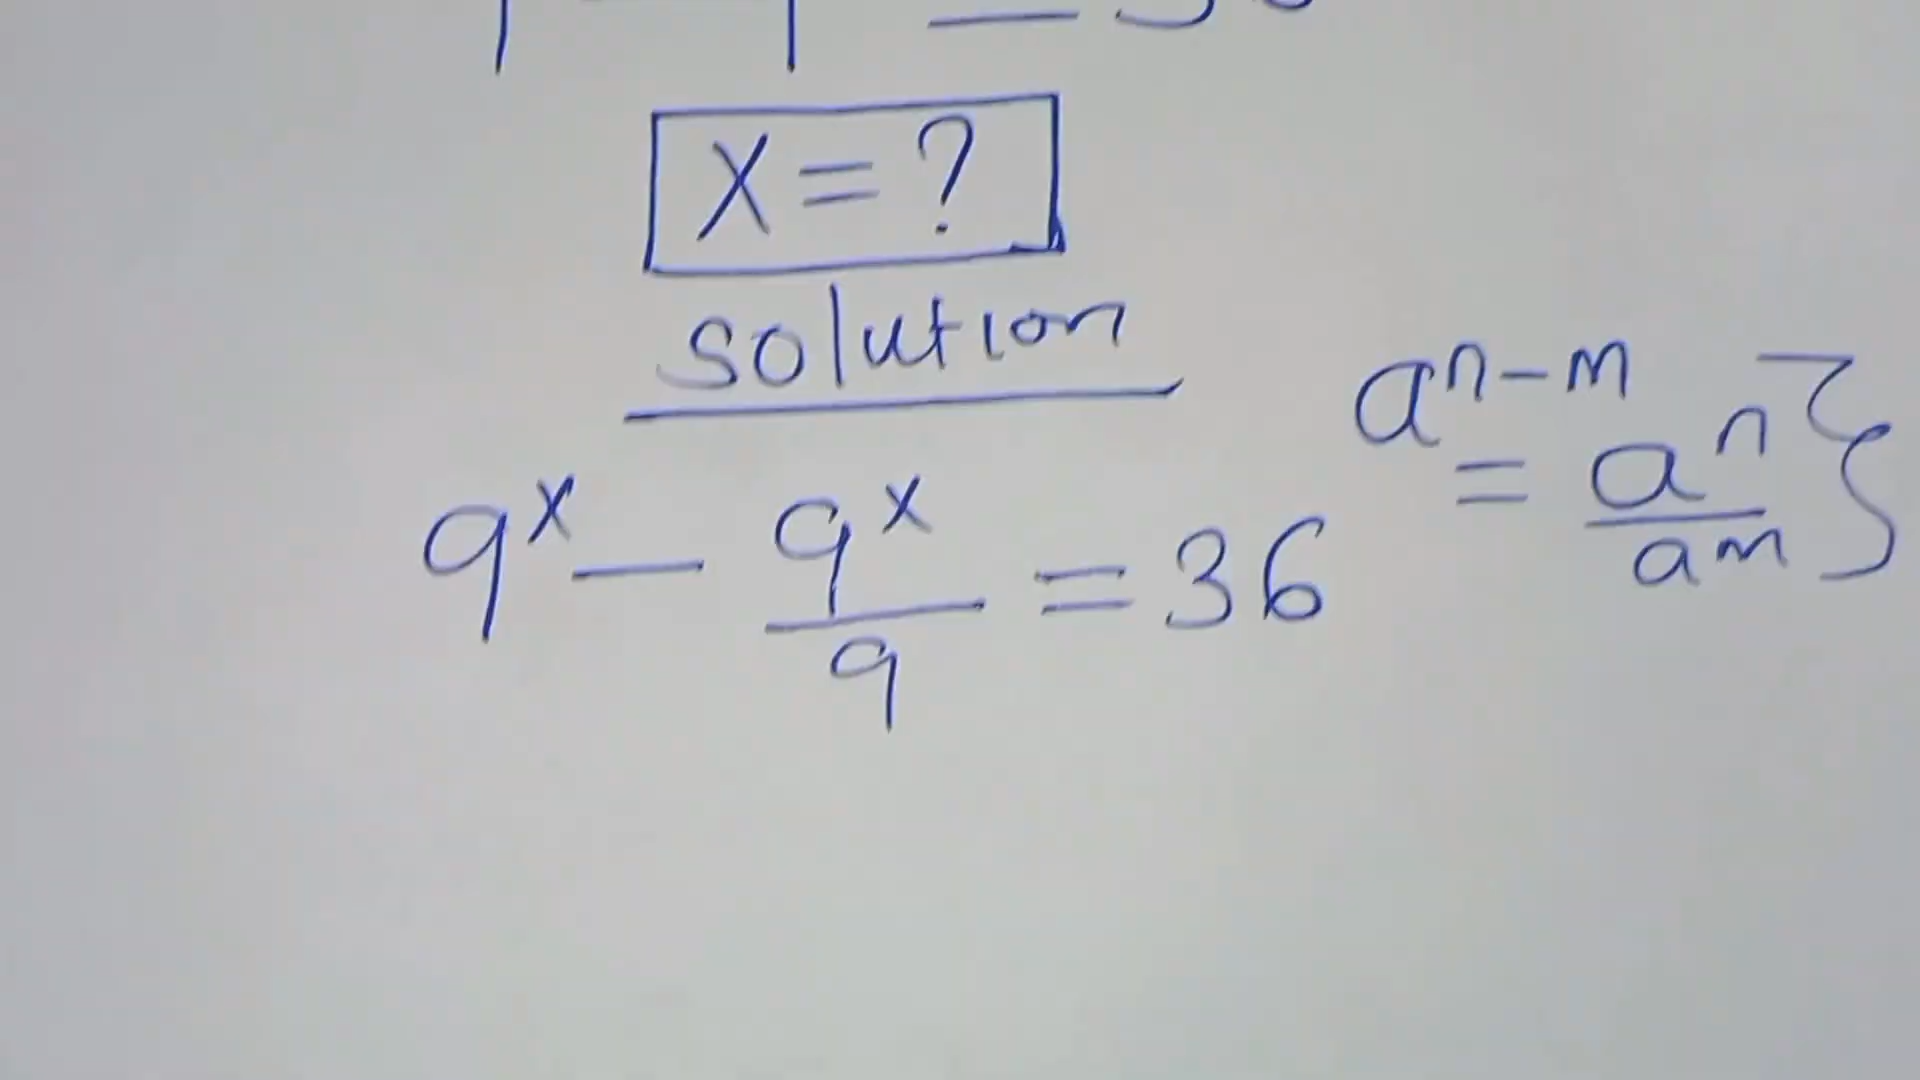 X = ?
solution
a^{n-m}
= a^n / a^m }
9^x - 9^x / 9 = 36